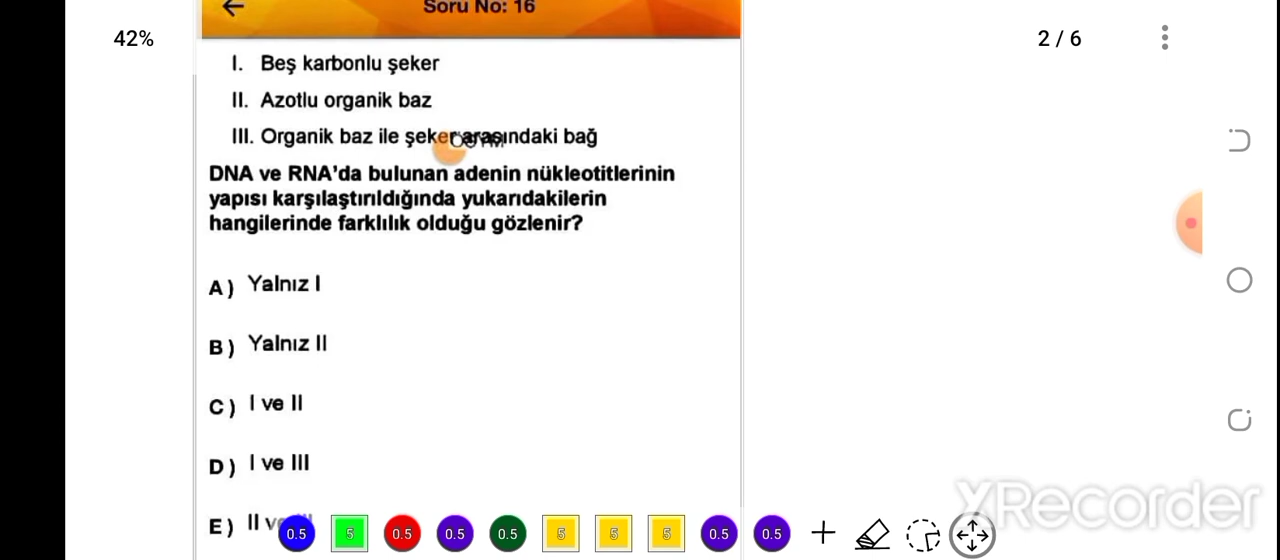 Soru No: 16
42%
2 / 6
I. Beş karbonlu şeker
II. Azotlu organik baz
III. Organik baz ile şeker arasındaki bağ
DNA ve RNA'da bulunan adenin nükleotitlerinin
yapısı karşılaştırıldığında yukarıdakilerin
hangilerinde farklılık olduğu gözlenir?
A) Yalnız I
B) Yalnız II
C) I ve II
D) I ve III
E) II
0.5 5 0.5 0.5 0.5 5 5 5 0.5 0.5
XRecorder